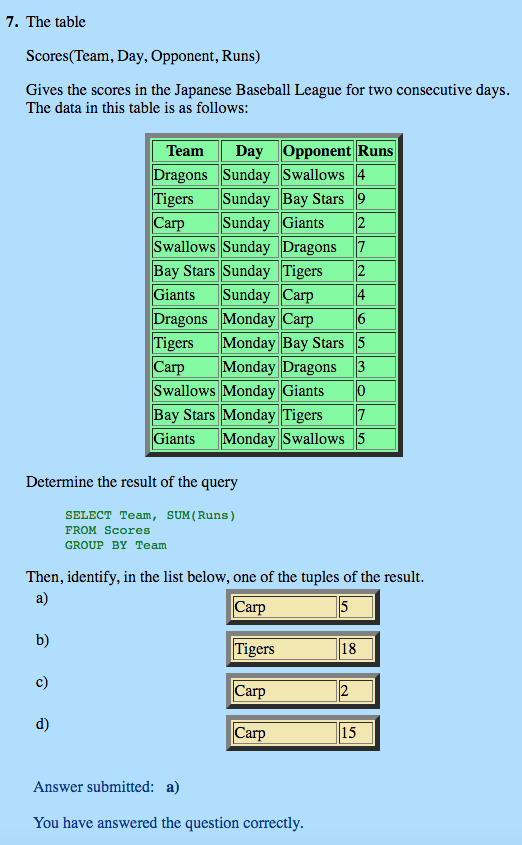 7. The table
Scores(Team, Day, Opponent, Runs)
Gives the scores in the Japanese Baseball League for two consecutive days.
The data in this table is as follows:
Team Day Opponent Runs
Dragons Sunday Swallows 4
Tigers Sunday Bay Stars 9
Carp Sunday Giants 2
Swallows Sunday Dragons 7
Bay Stars Sunday Tigers 2
Giants Sunday Carp 4
Dragons Monday Carp 6
Tigers Monday Bay Stars 5
Carp Monday Dragons 3
Swallows Monday Giants 0
Bay Stars Monday Tigers 7
Giants Monday Swallows 5
Determine the result of the query
SELECT Team, SUM(Runs)
FROM Scores
GROUP BY Team
Then, identify, in the list below, one of the tuples of the result.
a) Carp 5
b) Tigers 18
c) Carp 2
d) Carp 15
Answer submitted: a)
You have answered the question correctly.